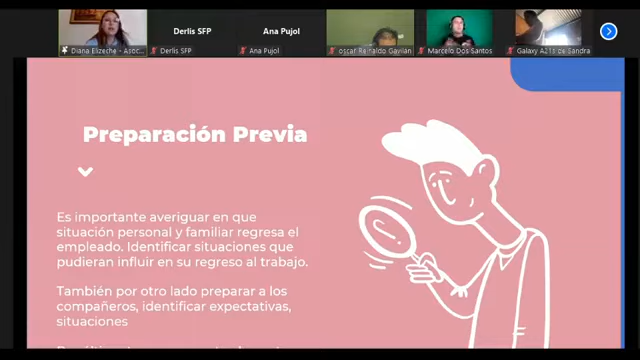 Derlis SFP
Ana Pujol
Diana Elizeche - Asoc...
Derlis SFP
Ana Pujol
oscar Reinaldo Gavilán
Marcelo Dos Santos
Galaxy A11s de Sandra
Preparación Previa
Es importante averiguar en que
situación personal y familiar regresa el
empleado. Identificar situaciones que
pudieran influir en su regreso al trabajo.
También por otro lado preparar a los
compañeros, identificar expectativas,
situaciones